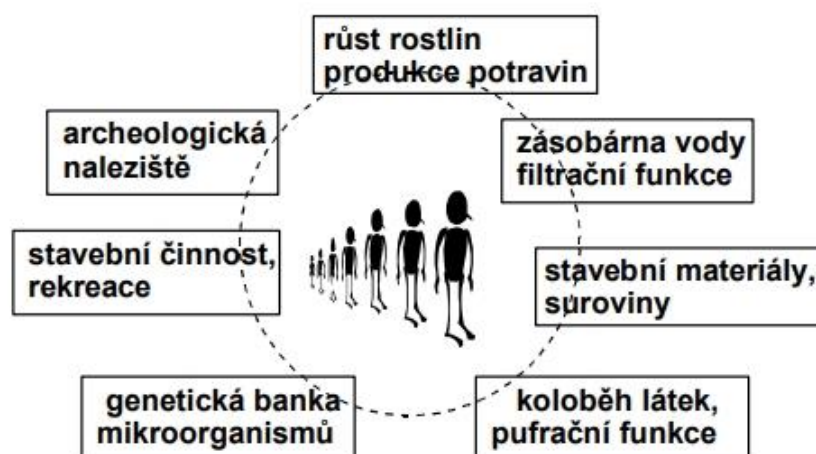 růst rostlin
produkce potravin
archeologická
naleziště
zásobárna vody
filtrační funkce
stavební činnost,
rekreace
stavební materiály,
suroviny
genetická banka
mikroorganismů
koloběh látek,
pufrační funkce